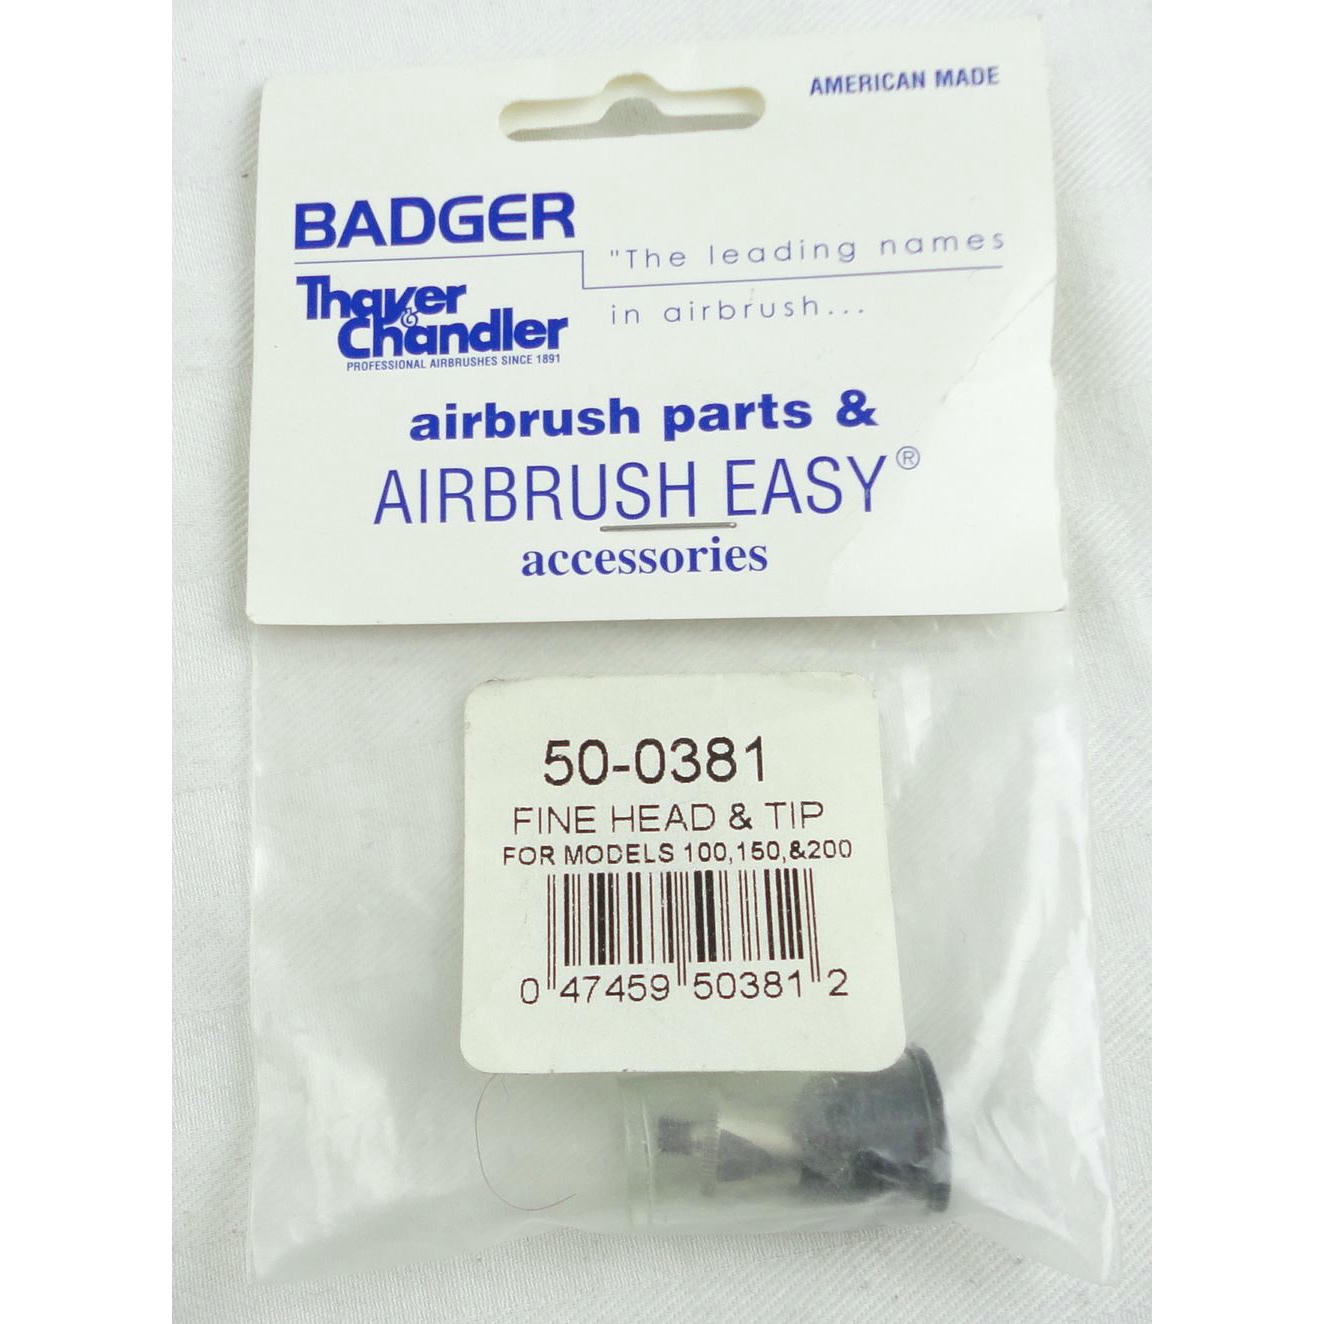 AMERICAN MADE
BADGER
"The leading names
in airbrush...
Thayer & Chandler
PROFESSIONAL AIRBRUSHES SINCE 1891
airbrush parts &
AIRBRUSH EASY®
accessories
50-0381
FINE HEAD & TIP
FOR MODELS 100,150,&200
0 47459 50381 2